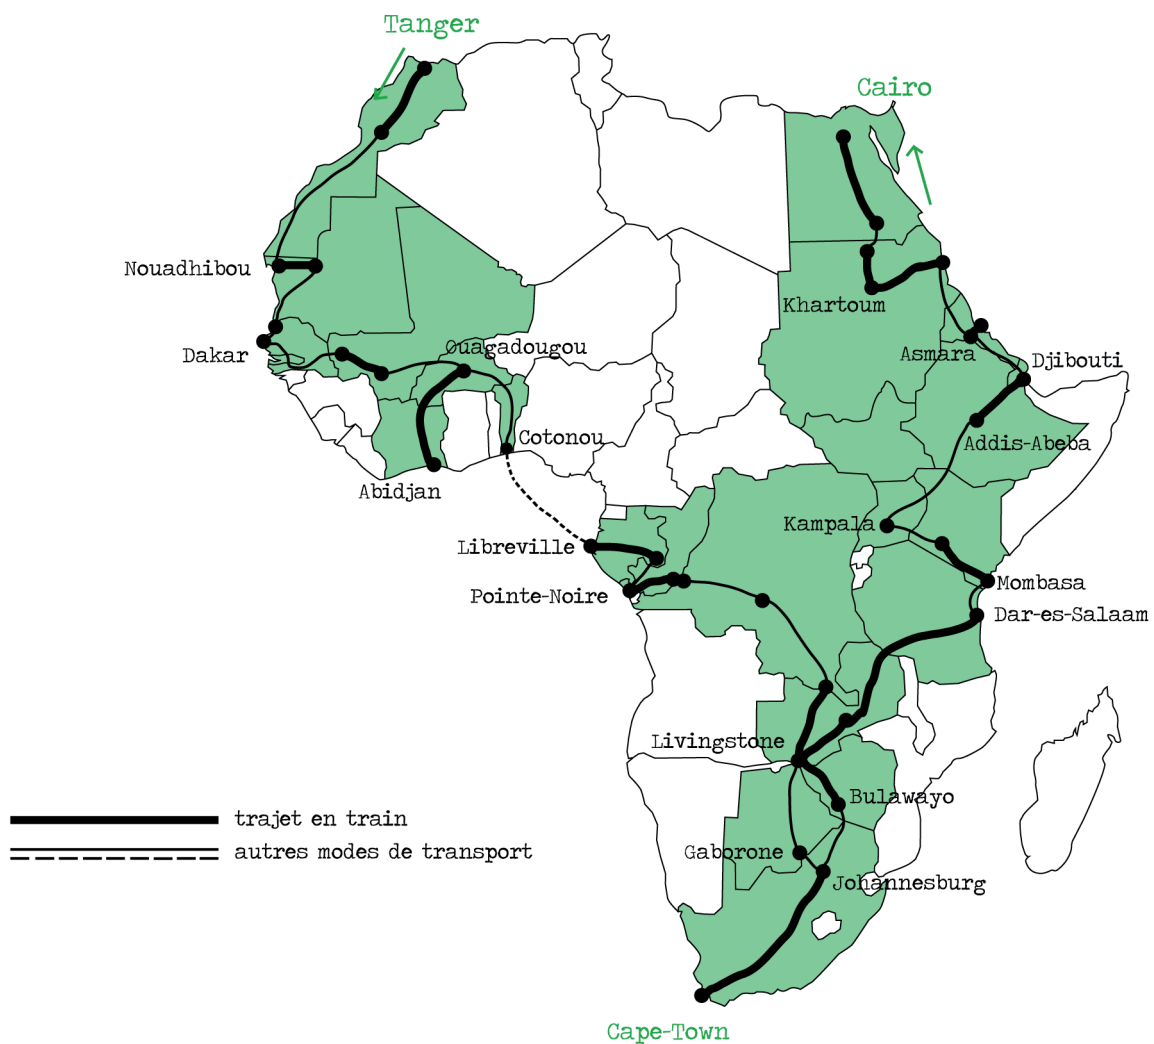 Tanger
Cairo
Nouadhibou
Khartoum
Dakar
Ouagadougou
Asmara
Djibouti
Cotonou
Addis-Abeba
Abidjan
Kampala
Libreville
Mombasa
Pointe-Noire
Dar-es-Salaam
Livingstone
Bulawayo
trajet en train
autres modes de transport
Gaborone
Johannesburg
Cape-Town